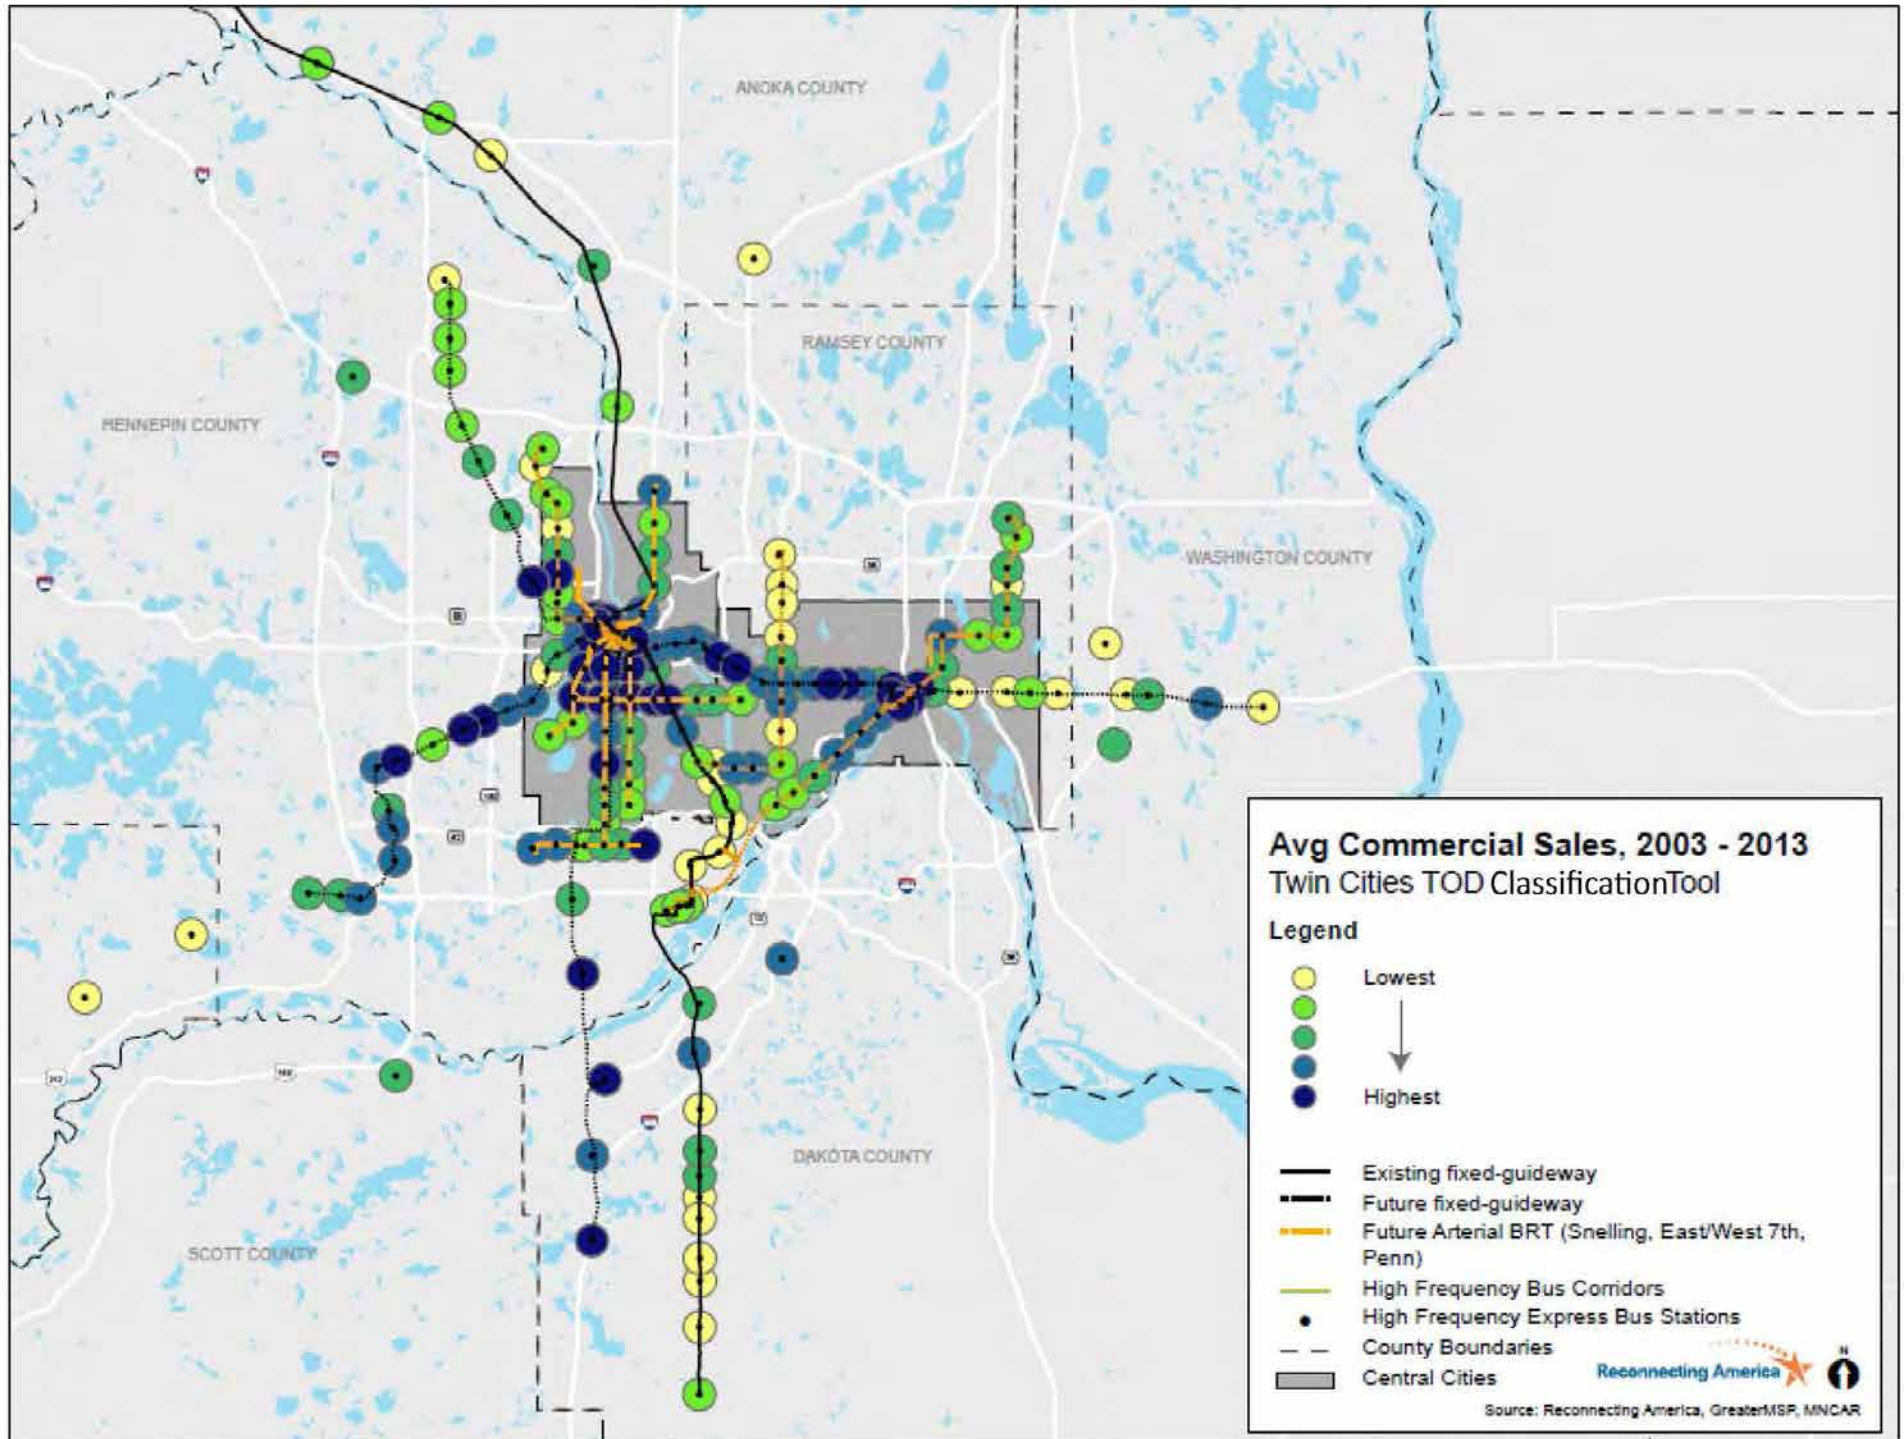 ANOKA COUNTY
RAMSEY COUNTY
HENNEPIN COUNTY
WASHINGTON COUNTY
36
DAKOTA COUNTY
SCOTT COUNTY
Avg Commercial Sales, 2003 - 2013
Twin Cities TOD ClassificationTool
Legend
Lowest
Highest
Existing fixed-guideway
Future fixed-guideway
Future Arterial BRT (Snelling, East/West 7th,
Penn)
High Frequency Bus Corridors
High Frequency Express Bus Stations
County Boundaries
Central Cities
Reconnecting America
N
Source: Reconnecting America, GreaterMSP, MNCAR